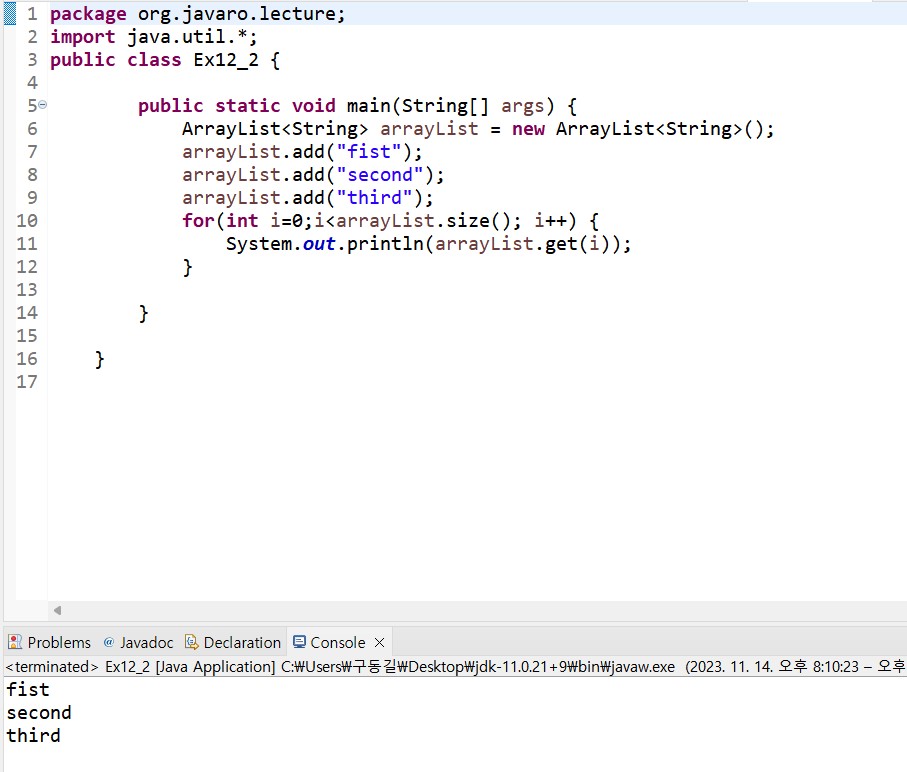 1 package org.javaro.lecture;
2 import java.util.*;
3 public class Ex12_2 {
4
5 public static void main(String[] args) {
6 ArrayList<String> arrayList = new ArrayList<String>();
7 arrayList.add("fist");
8 arrayList.add("second");
9 arrayList.add("third");
10 for(int i=0;i<arrayList.size(); i++) {
11 System.out.println(arrayList.get(i));
12 }
13
14 }
15
16 }
17
Problems @ Javadoc Declaration Console ×
<terminated> Ex12_2 [Java Application] C:₩Users₩구동길₩Desktop₩jdk-11.0.21+9₩bin₩javaw.exe (2023. 11. 14. 오후 8:10:23 – 오후
fist
second
third